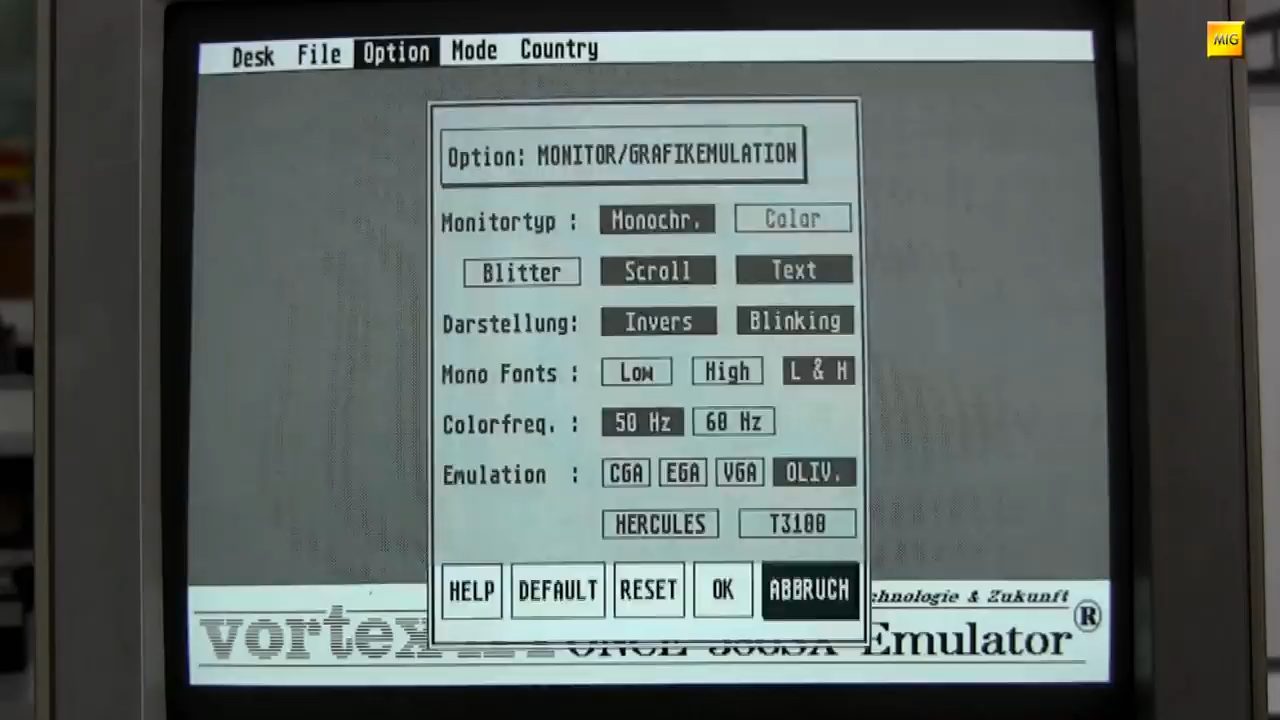 MIG
Desk File Option Mode Country
Option: MONITOR/GRAFIKEMULATION
Monitortyp : Monochr. Color
Blitter Scroll Text
Darstellung: Invers Blinking
Mono Fonts : Low High L & H
Colorfreq. : 50 Hz 60 Hz
Emulation : CGA EGA VGA OLIV.
HERCULES T3100
HELP DEFAULT RESET OK ABBRUCH
chnologie & Zukunft
vortex Emulator ®